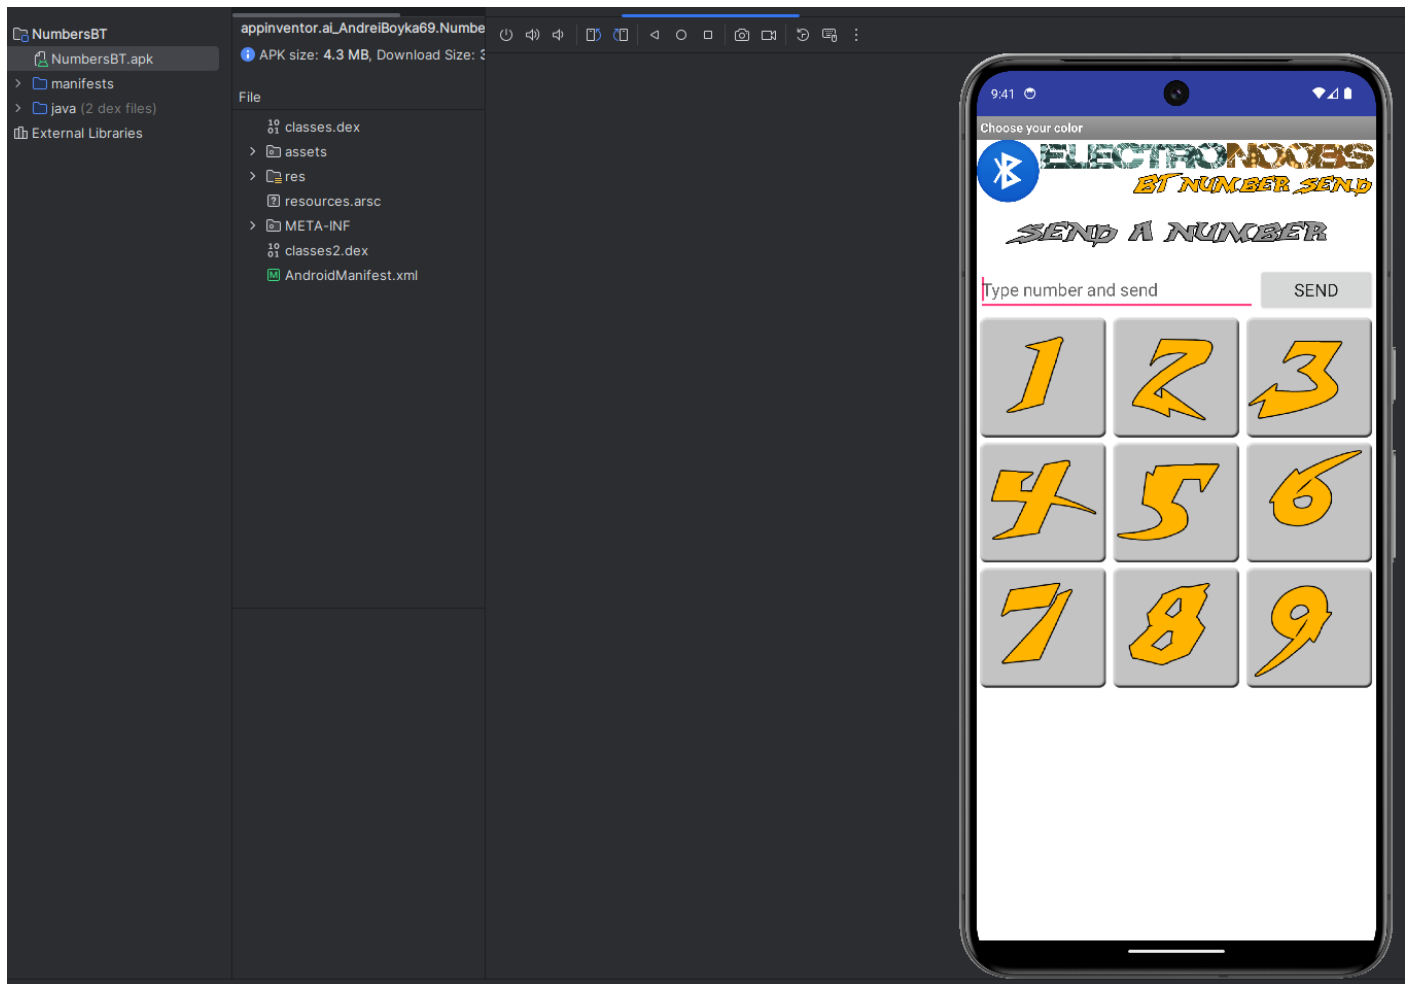 NumbersBT
NumbersBT.apk
manifests
java (2 dex files)
External Libraries
appinventor.ai_AndreiBoyka69.Numbe
APK size: 4.3 MB, Download Size: 3
File
classes.dex
assets
res
resources.arsc
META-INF
classes2.dex
AndroidManifest.xml
9:41
Choose your color
ELECTRONOOBS
BT NUMBER SEND
SEND A NUMBER
Type number and send
SEND
1 2 3
4 5 6
7 8 9